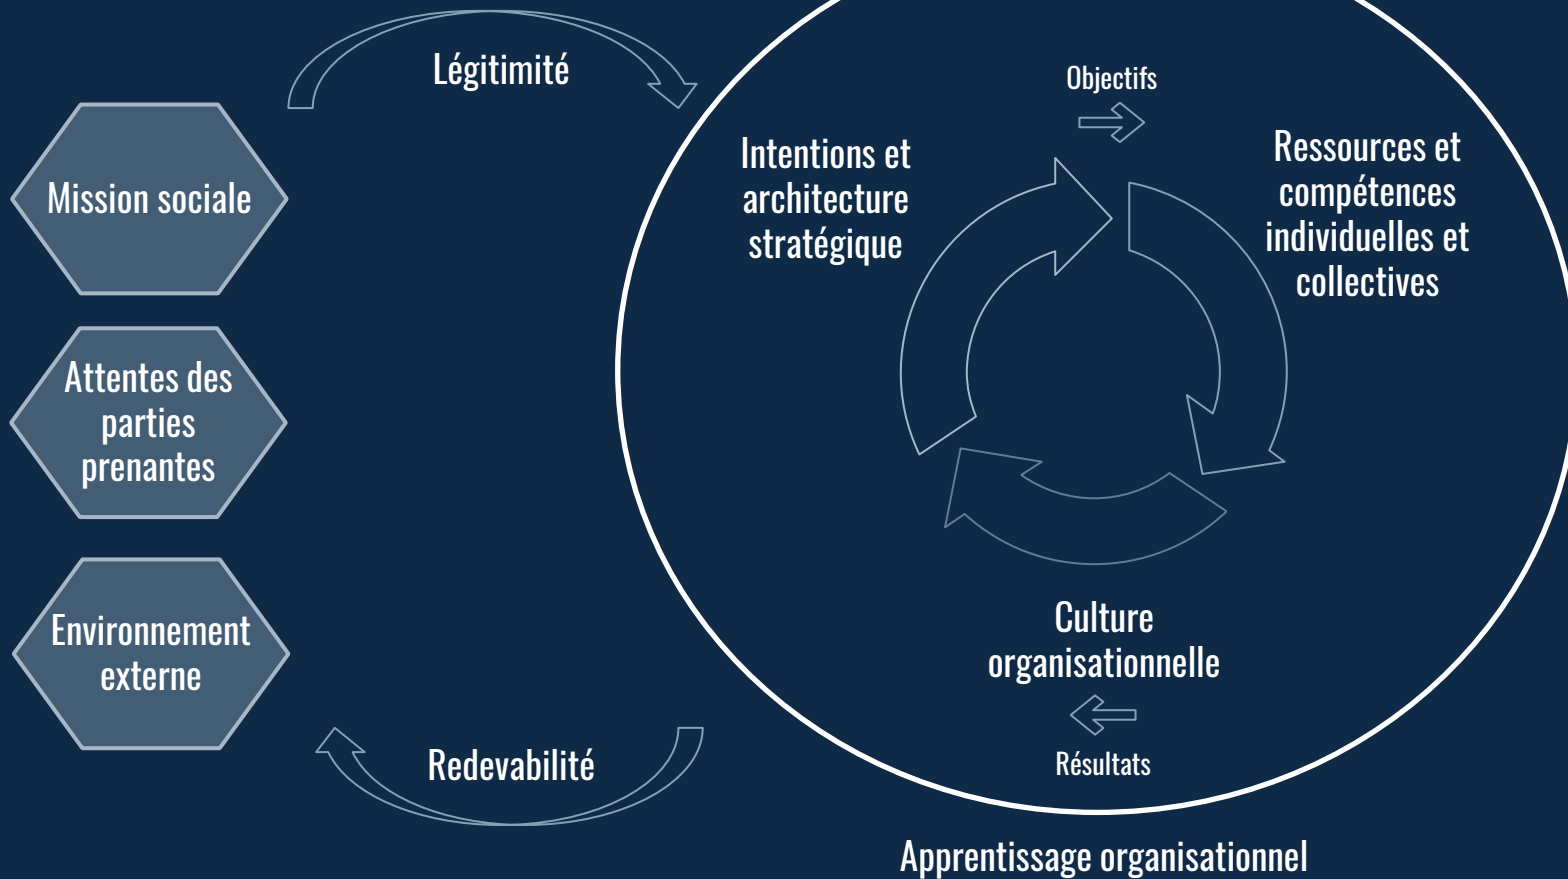 Légitimité
Mission sociale
Attentes des
parties
prenantes
Environnement
externe
Redevabilité
Objectifs
Intentions et
architecture
stratégique
Ressources et
compétences
individuelles et
collectives
Culture
organisationnelle
Résultats
Apprentissage organisationnel